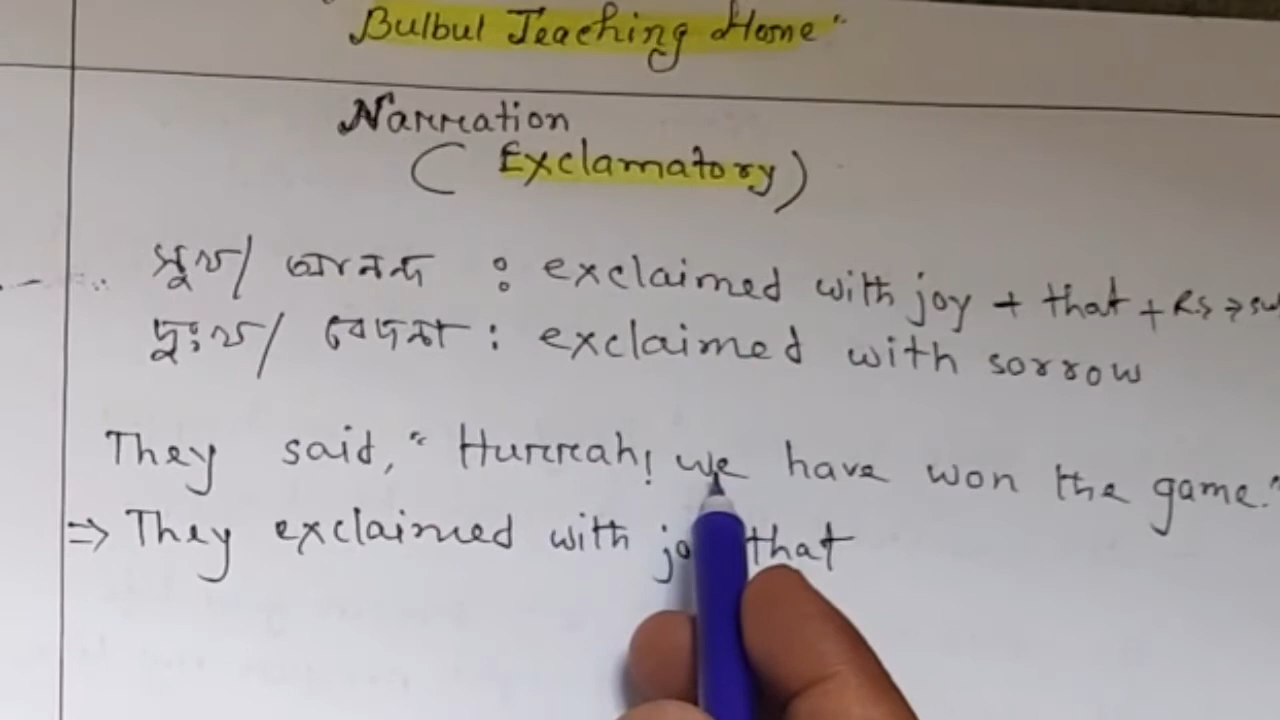 Bulbul Teaching Home"
Narration
(Exclamatory)
সুখ/ আনন্দ : exclaimed with joy + that + RS →
দুঃখ/ বেদনা : exclaimed with sorrow
They said, "Hurrah! we have won the game."
⇒ They exclaimed with joy that